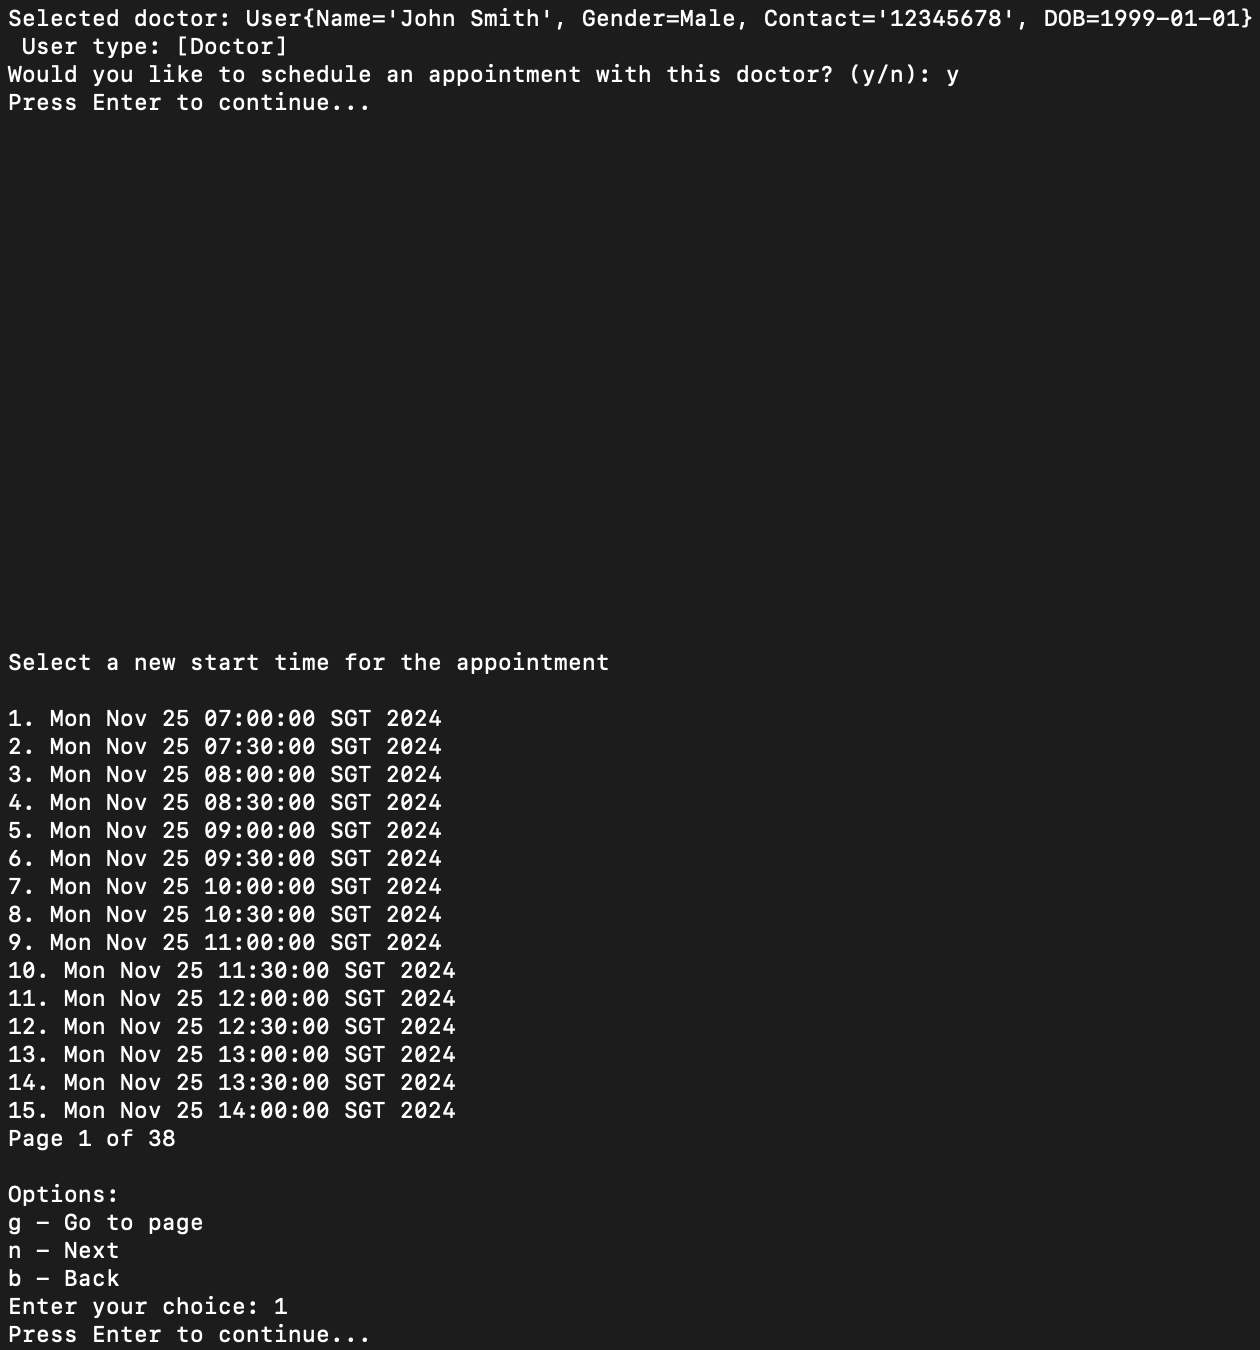 Selected doctor: User{Name='John Smith', Gender=Male, Contact='12345678', DOB=1999-01-01}
User type: [Doctor]
Would you like to schedule an appointment with this doctor? (y/n): y
Press Enter to continue...
Select a new start time for the appointment
1. Mon Nov 25 07:00:00 SGT 2024
2. Mon Nov 25 07:30:00 SGT 2024
3. Mon Nov 25 08:00:00 SGT 2024
4. Mon Nov 25 08:30:00 SGT 2024
5. Mon Nov 25 09:00:00 SGT 2024
6. Mon Nov 25 09:30:00 SGT 2024
7. Mon Nov 25 10:00:00 SGT 2024
8. Mon Nov 25 10:30:00 SGT 2024
9. Mon Nov 25 11:00:00 SGT 2024
10. Mon Nov 25 11:30:00 SGT 2024
11. Mon Nov 25 12:00:00 SGT 2024
12. Mon Nov 25 12:30:00 SGT 2024
13. Mon Nov 25 13:00:00 SGT 2024
14. Mon Nov 25 13:30:00 SGT 2024
15. Mon Nov 25 14:00:00 SGT 2024
Page 1 of 38
Options:
g - Go to page
n - Next
b - Back
Enter your choice: 1
Press Enter to continue...